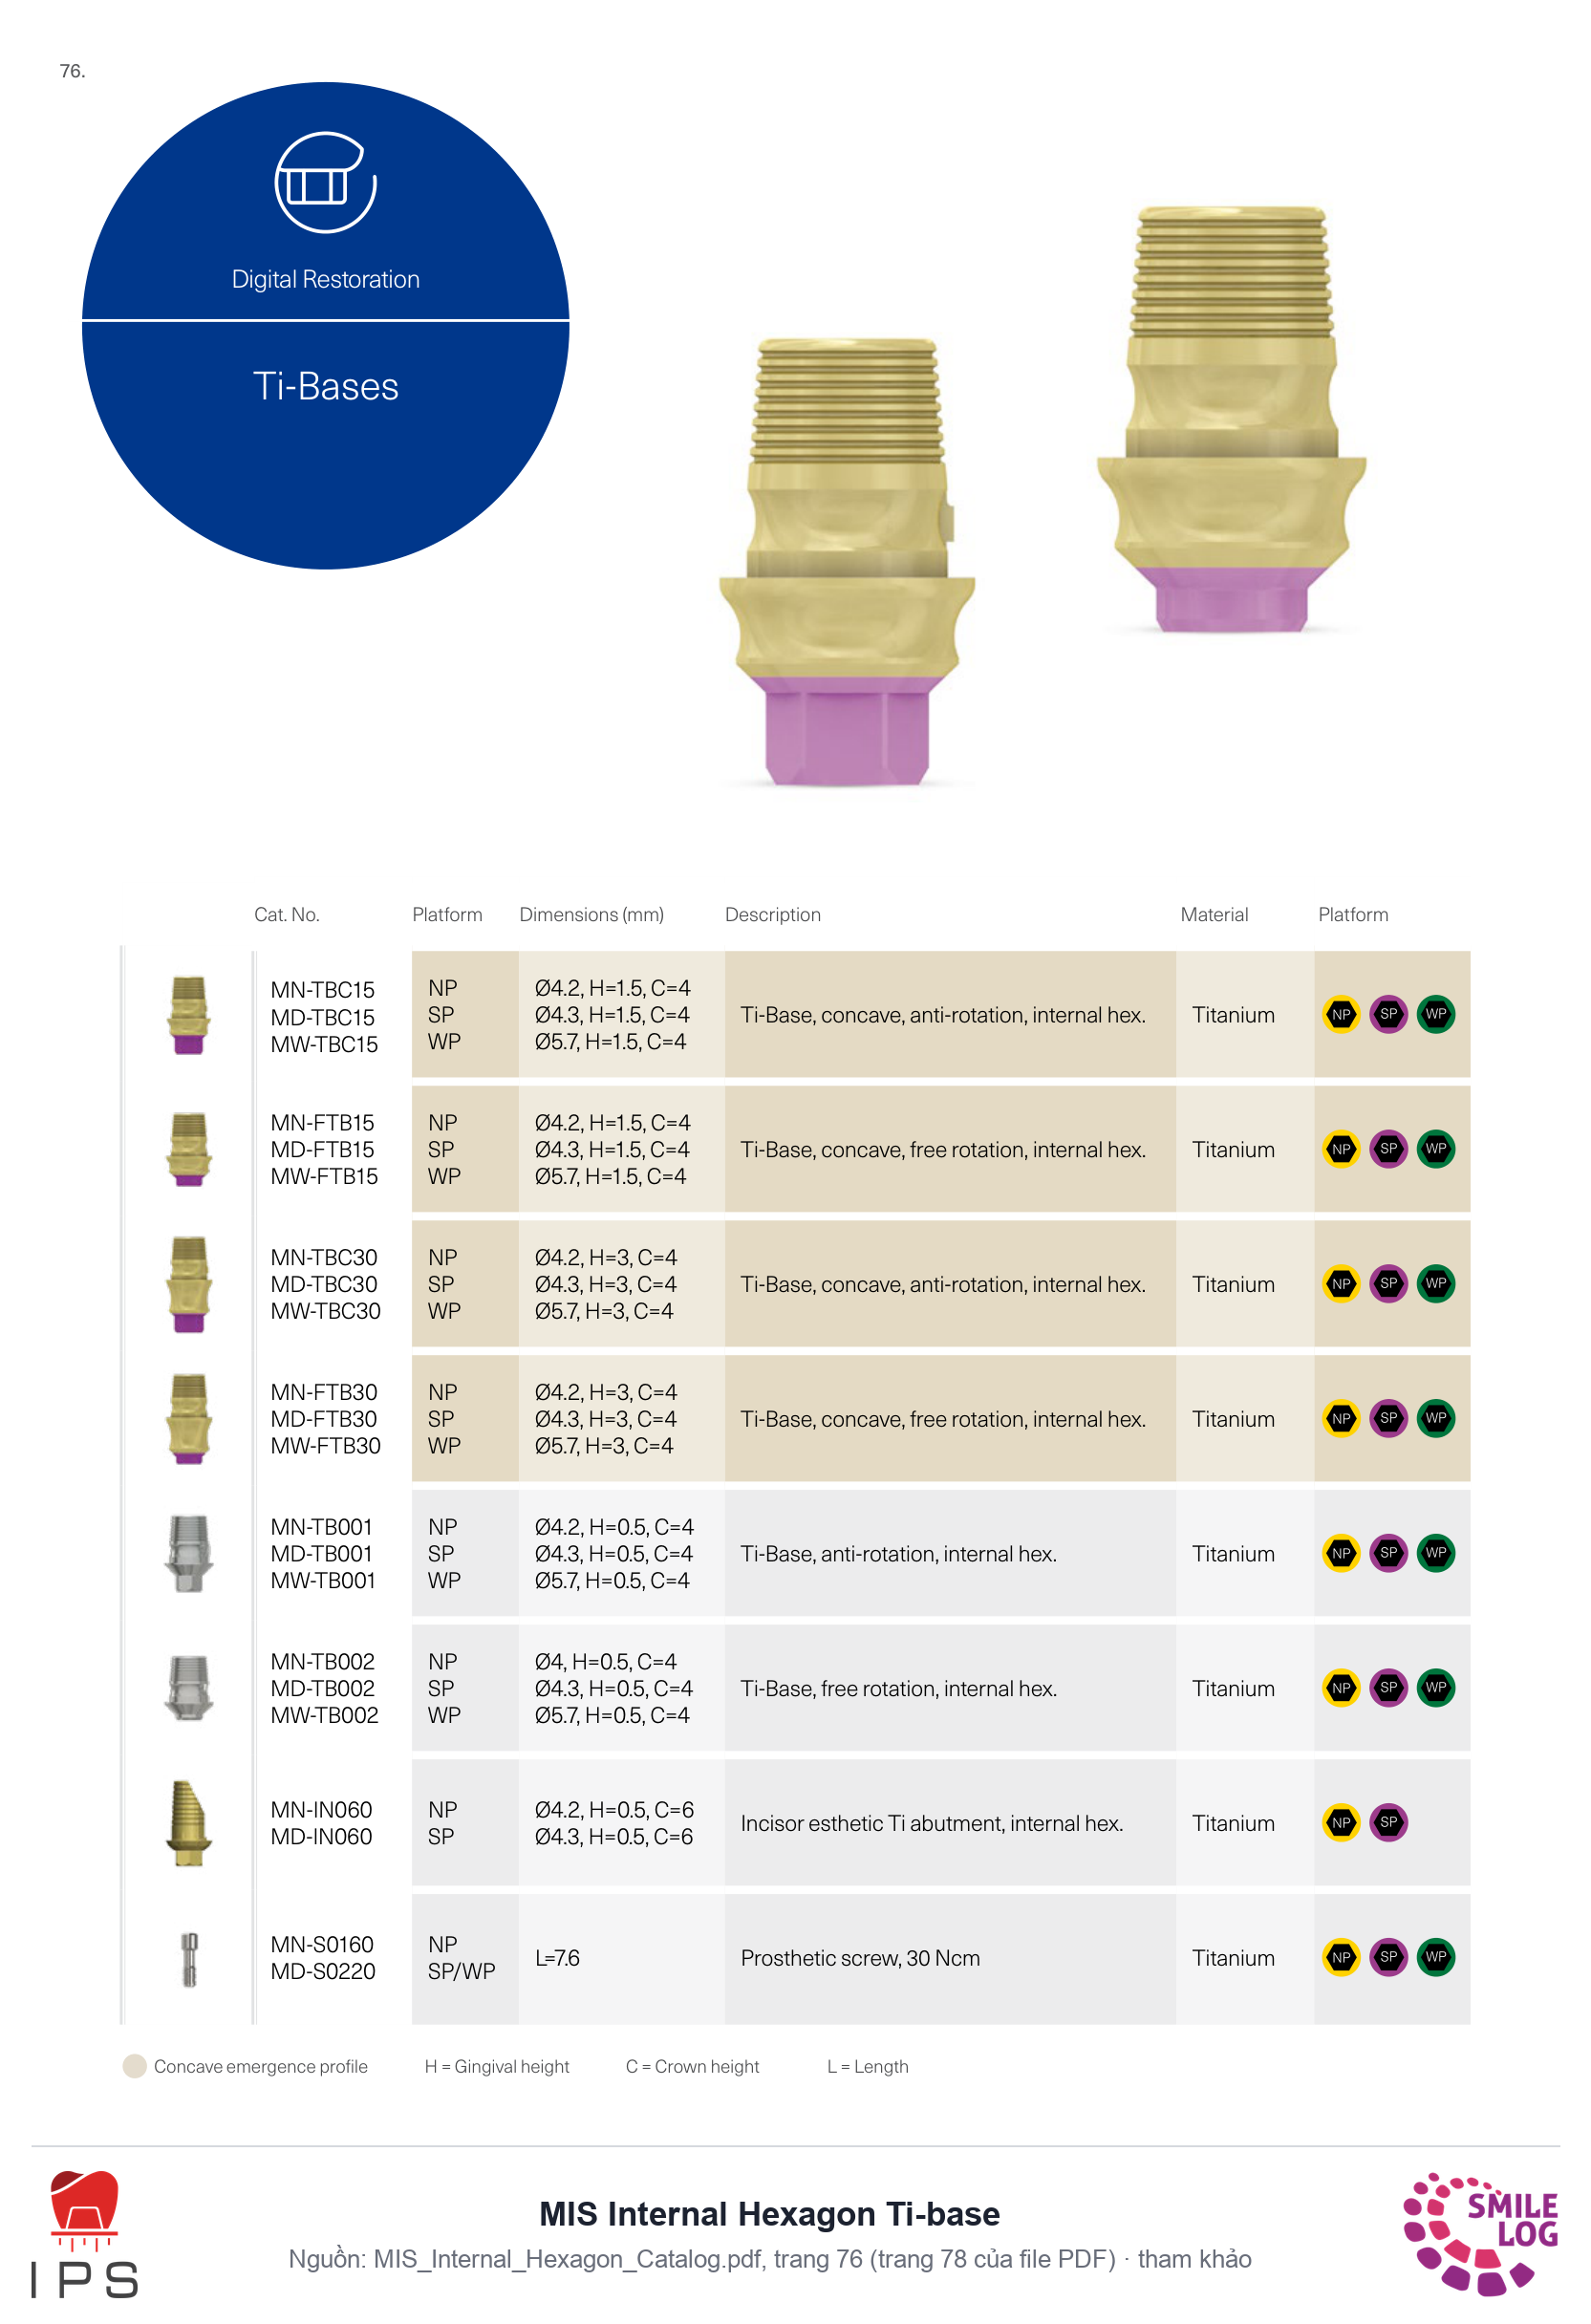 76.
Digital Restoration
Ti-Bases
Cat. No. Platform Dimensions (mm) Description Material Platform
MN-TBC15 NP Ø4.2, H=1.5, C=4
MD-TBC15 SP Ø4.3, H=1.5, C=4 Ti-Base, concave, anti-rotation, internal hex. Titanium NP SP WP
MW-TBC15 WP Ø5.7, H=1.5, C=4
MN-FTB15 NP Ø4.2, H=1.5, C=4
MD-FTB15 SP Ø4.3, H=1.5, C=4 Ti-Base, concave, free rotation, internal hex. Titanium NP SP WP
MW-FTB15 WP Ø5.7, H=1.5, C=4
MN-TBC30 NP Ø4.2, H=3, C=4
MD-TBC30 SP Ø4.3, H=3, C=4 Ti-Base, concave, anti-rotation, internal hex. Titanium NP SP WP
MW-TBC30 WP Ø5.7, H=3, C=4
MN-FTB30 NP Ø4.2, H=3, C=4
MD-FTB30 SP Ø4.3, H=3, C=4 Ti-Base, concave, free rotation, internal hex. Titanium NP SP WP
MW-FTB30 WP Ø5.7, H=3, C=4
MN-TB001 NP Ø4.2, H=0.5, C=4
MD-TB001 SP Ø4.3, H=0.5, C=4 Ti-Base, anti-rotation, internal hex. Titanium NP SP WP
MW-TB001 WP Ø5.7, H=0.5, C=4
MN-TB002 NP Ø4, H=0.5, C=4
MD-TB002 SP Ø4.3, H=0.5, C=4 Ti-Base, free rotation, internal hex. Titanium NP SP WP
MW-TB002 WP Ø5.7, H=0.5, C=4
MN-IN060 NP Ø4.2, H=0.5, C=6
Incisor esthetic Ti abutment, internal hex. Titanium NP SP
MD-IN060 SP Ø4.3, H=0.5, C=6
MN-S0160 NP
L=7.6 Prosthetic screw, 30 Ncm Titanium NP SP WP
MD-S0220 SP/WP
Concave emergence profile H = Gingival height C = Crown height L = Length
IPS
MIS Internal Hexagon Ti-base
Nguồn: MIS_Internal_Hexagon_Catalog.pdf, trang 76 (trang 78 của file PDF) · tham khảo
SMILE
LOG